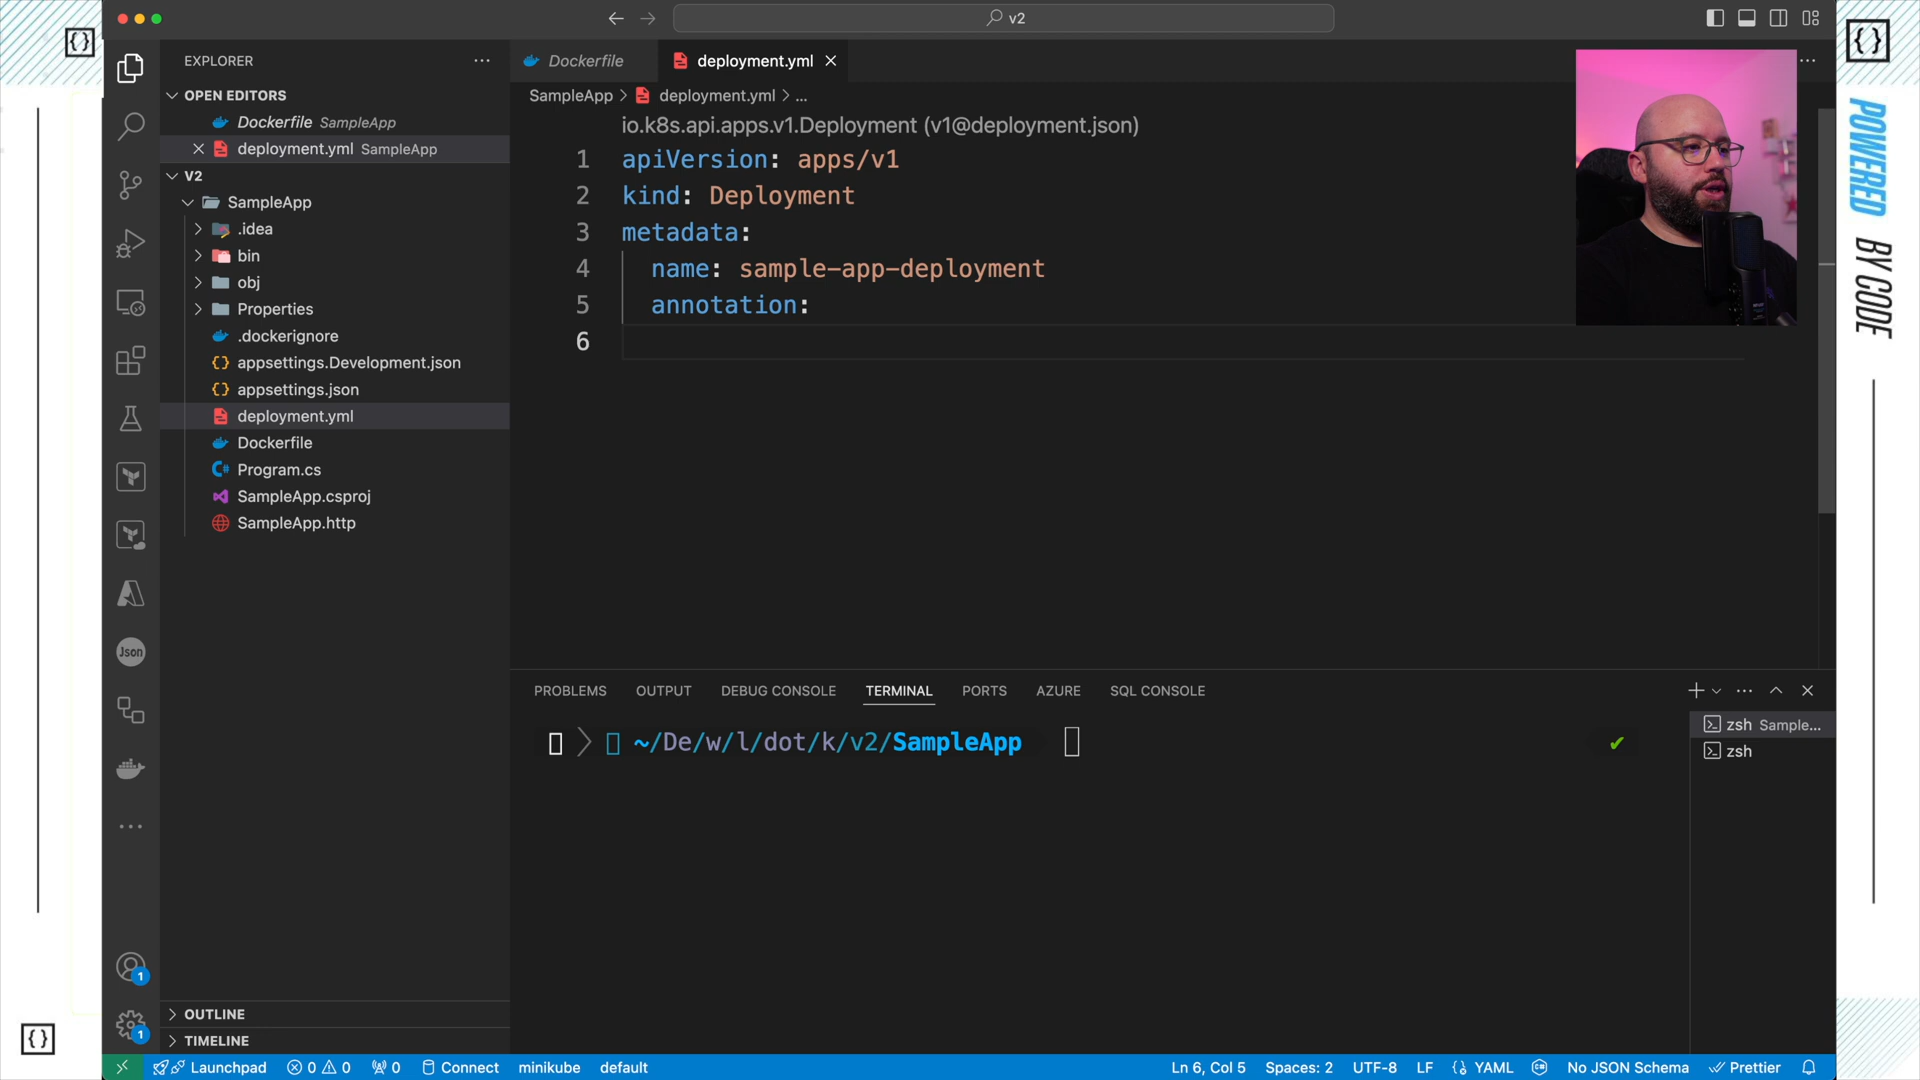 v2
EXPLORER
OPEN EDITORS
Dockerfile SampleApp
deployment.yml SampleApp
V2
SampleApp
.idea
bin
obj
Properties
.dockerignore
appsettings.Development.json
appsettings.json
deployment.yml
Dockerfile
Program.cs
SampleApp.csproj
SampleApp.http
OUTLINE
TIMELINE
Json
1
1
Dockerfile
deployment.yml
SampleApp > deployment.yml > ...
io.k8s.api.apps.v1.Deployment (v1@deployment.json)
1 apiVersion: apps/v1
2 kind: Deployment
3 metadata:
4 name: sample-app-deployment
5 annotation:
6
PROBLEMS OUTPUT DEBUG CONSOLE TERMINAL PORTS AZURE SQL CONSOLE
~/De/w/l/dot/k/v2/SampleApp
zsh Sample...
zsh
Launchpad 0 0 0 Connect minikube default
Ln 6, Col 5 Spaces: 2 UTF-8 LF YAML No JSON Schema Prettier
{}
{}
{}
POWERED BY CODE